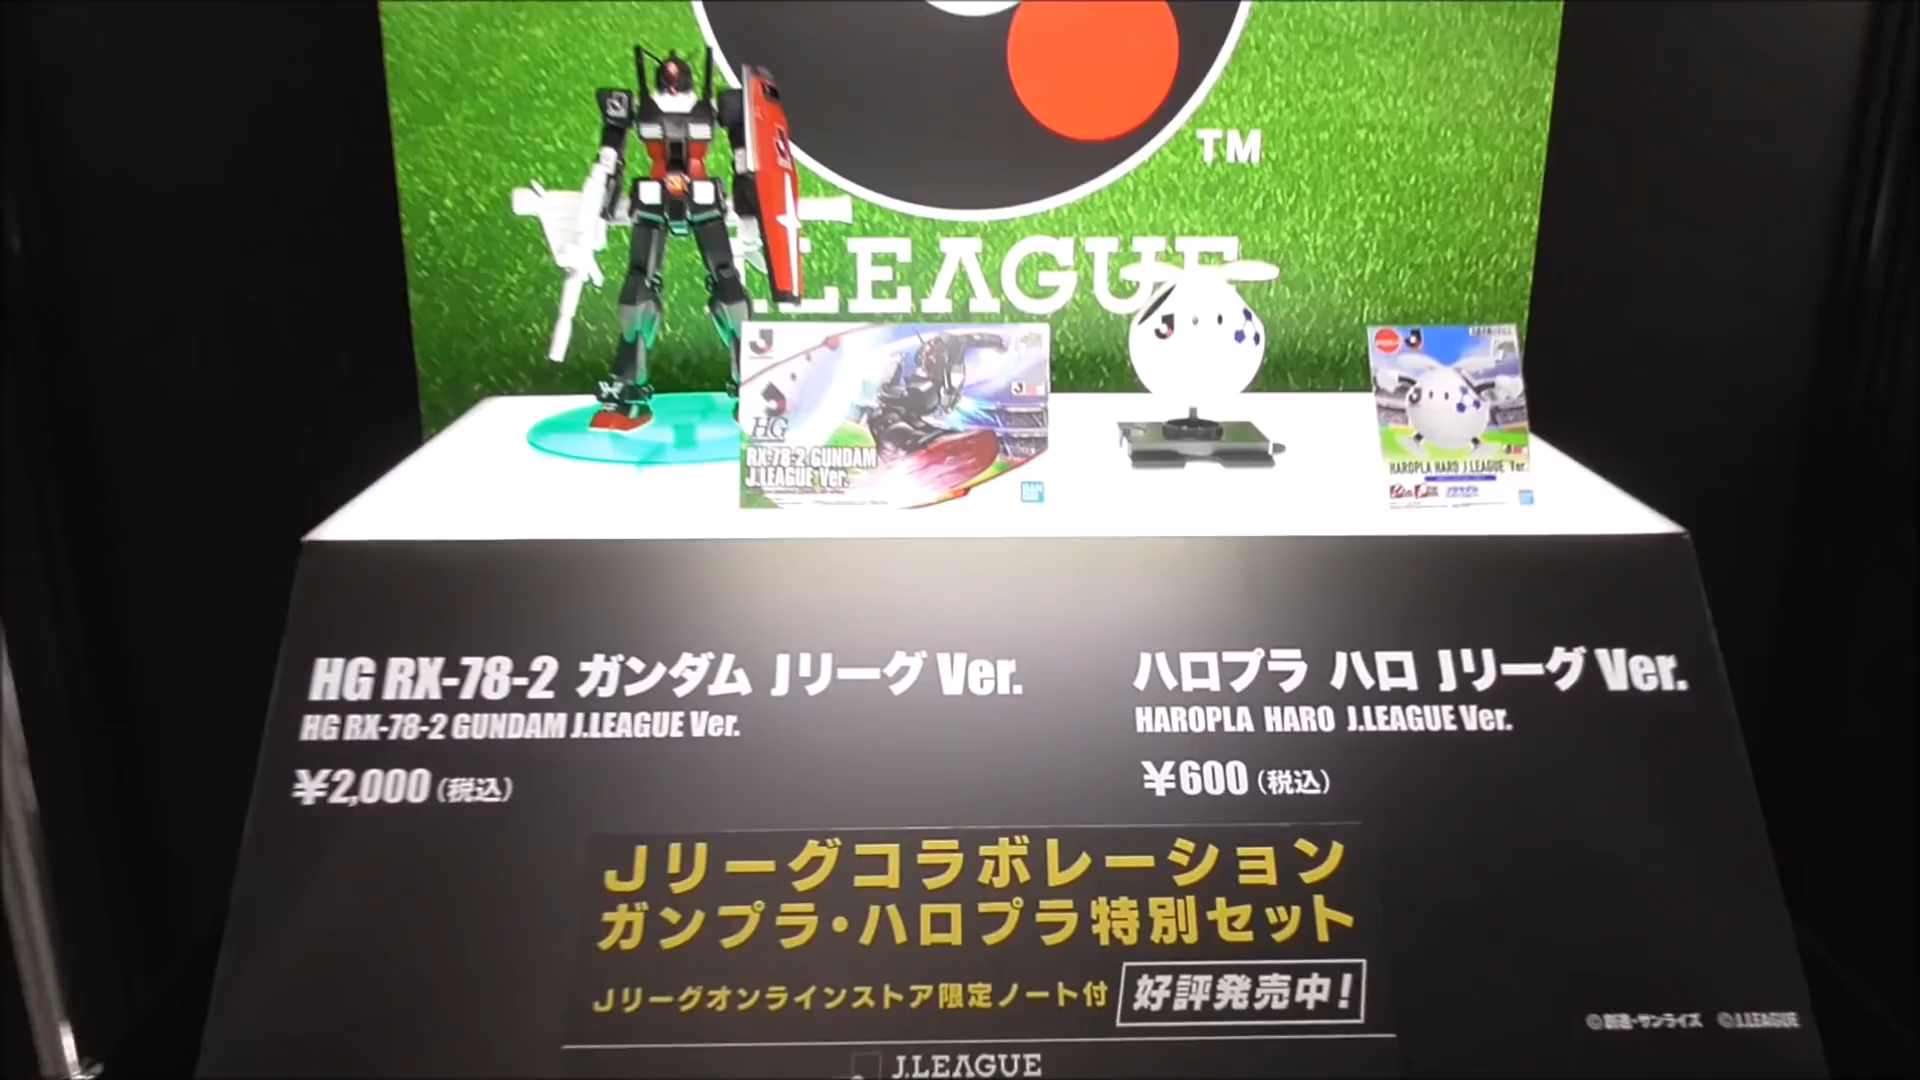 TM
J.LEAGUE
HG
RX-78-2 GUNDAM
J.LEAGUE Ver.
HAROPLA HARO J.LEAGUE Ver.
HG RX-78-2 ガンダム Jリーグ Ver.
HG RX-78-2 GUNDAM J.LEAGUE Ver.
¥2,000 (税込)
ハロプラ ハロ Jリーグ Ver.
HAROPLA HARO J.LEAGUE Ver.
¥600 (税込)
Jリーグコラボレーション
ガンプラ・ハロプラ特別セット
Jリーグオンラインストア限定ノート付
好評発売中!
©創通・サンライズ ©J.LEAGUE
J.LEAGUE